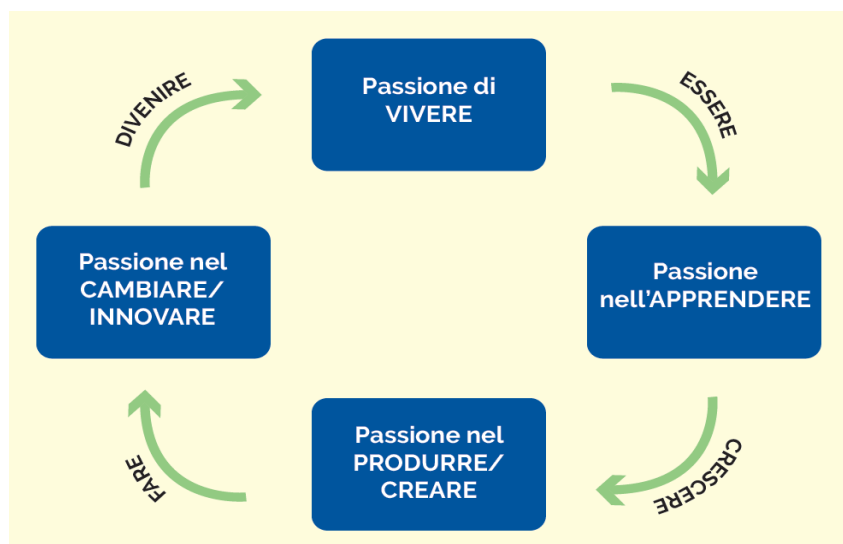 Passione di
VIVERE
ESSERE
Passione
nell'APPRENDERE
CRESCERE
Passione nel
PRODURRE/
CREARE
FARE
Passione nel
CAMBIARE/
INNOVARE
DIVENIRE